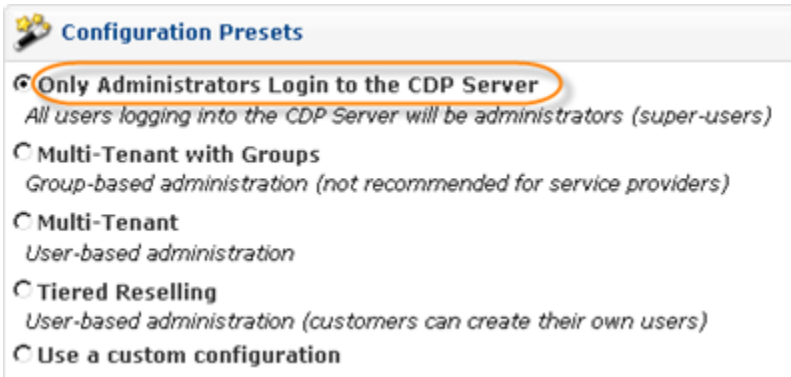 Configuration Presets
Only Administrators Login to the CDP Server
All users logging into the CDP Server will be administrators (super-users)
Multi-Tenant with Groups
Group-based administration (not recommended for service providers)
Multi-Tenant
User-based administration
Tiered Reselling
User-based administration (customers can create their own users)
Use a custom configuration